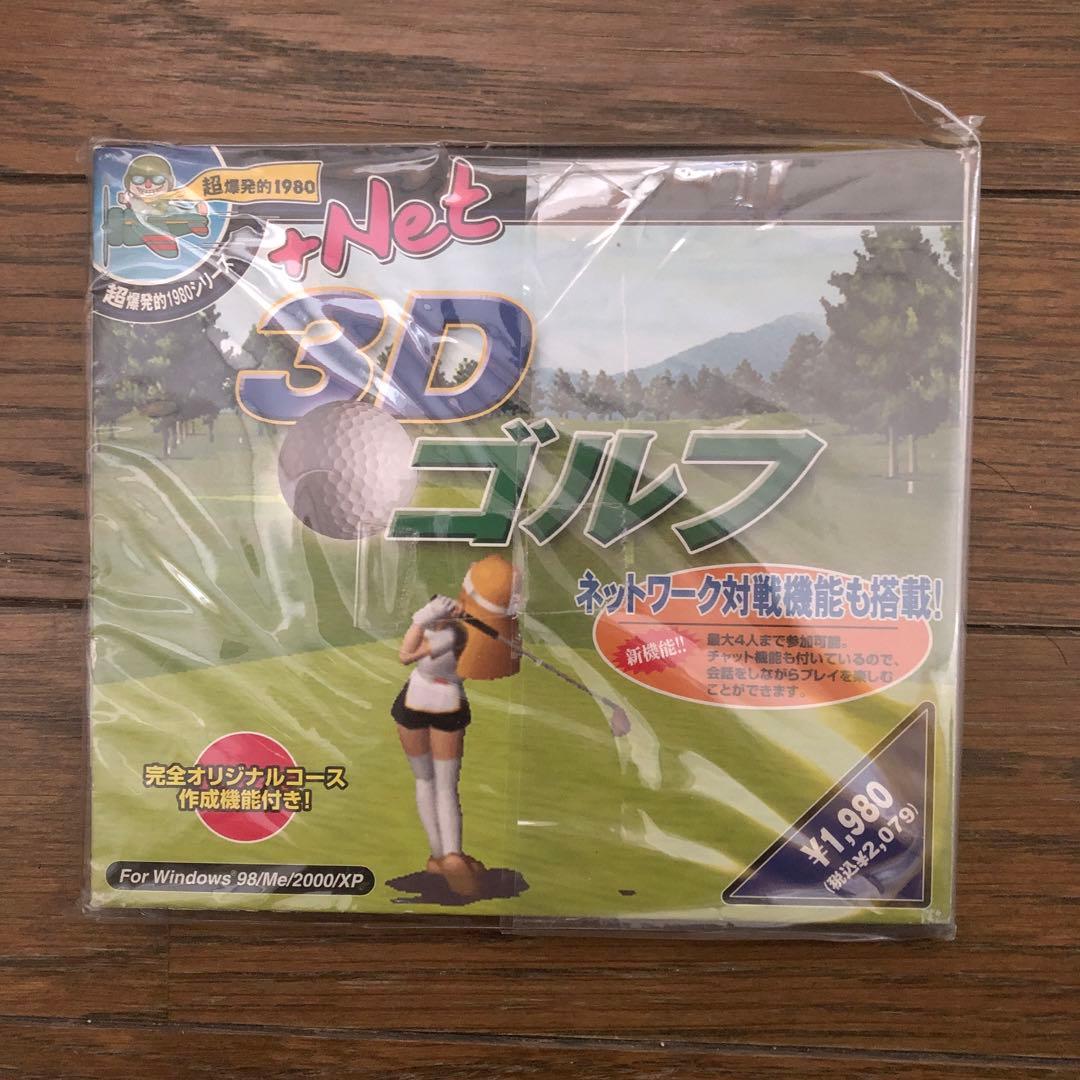 超爆発的1980
超爆発的1980シリーズ
+Net
3D
ゴルフ
ネットワーク対戦機能も搭載!
新機能!!
最大4人まで参加可能。
チャット機能も付いているので、
会話をしながらプレイを楽しむ
ことができます。
完全オリジナルコース
作成機能付き!
¥1,980
(税込¥2,079)
For Windows 98/Me/2000/XP